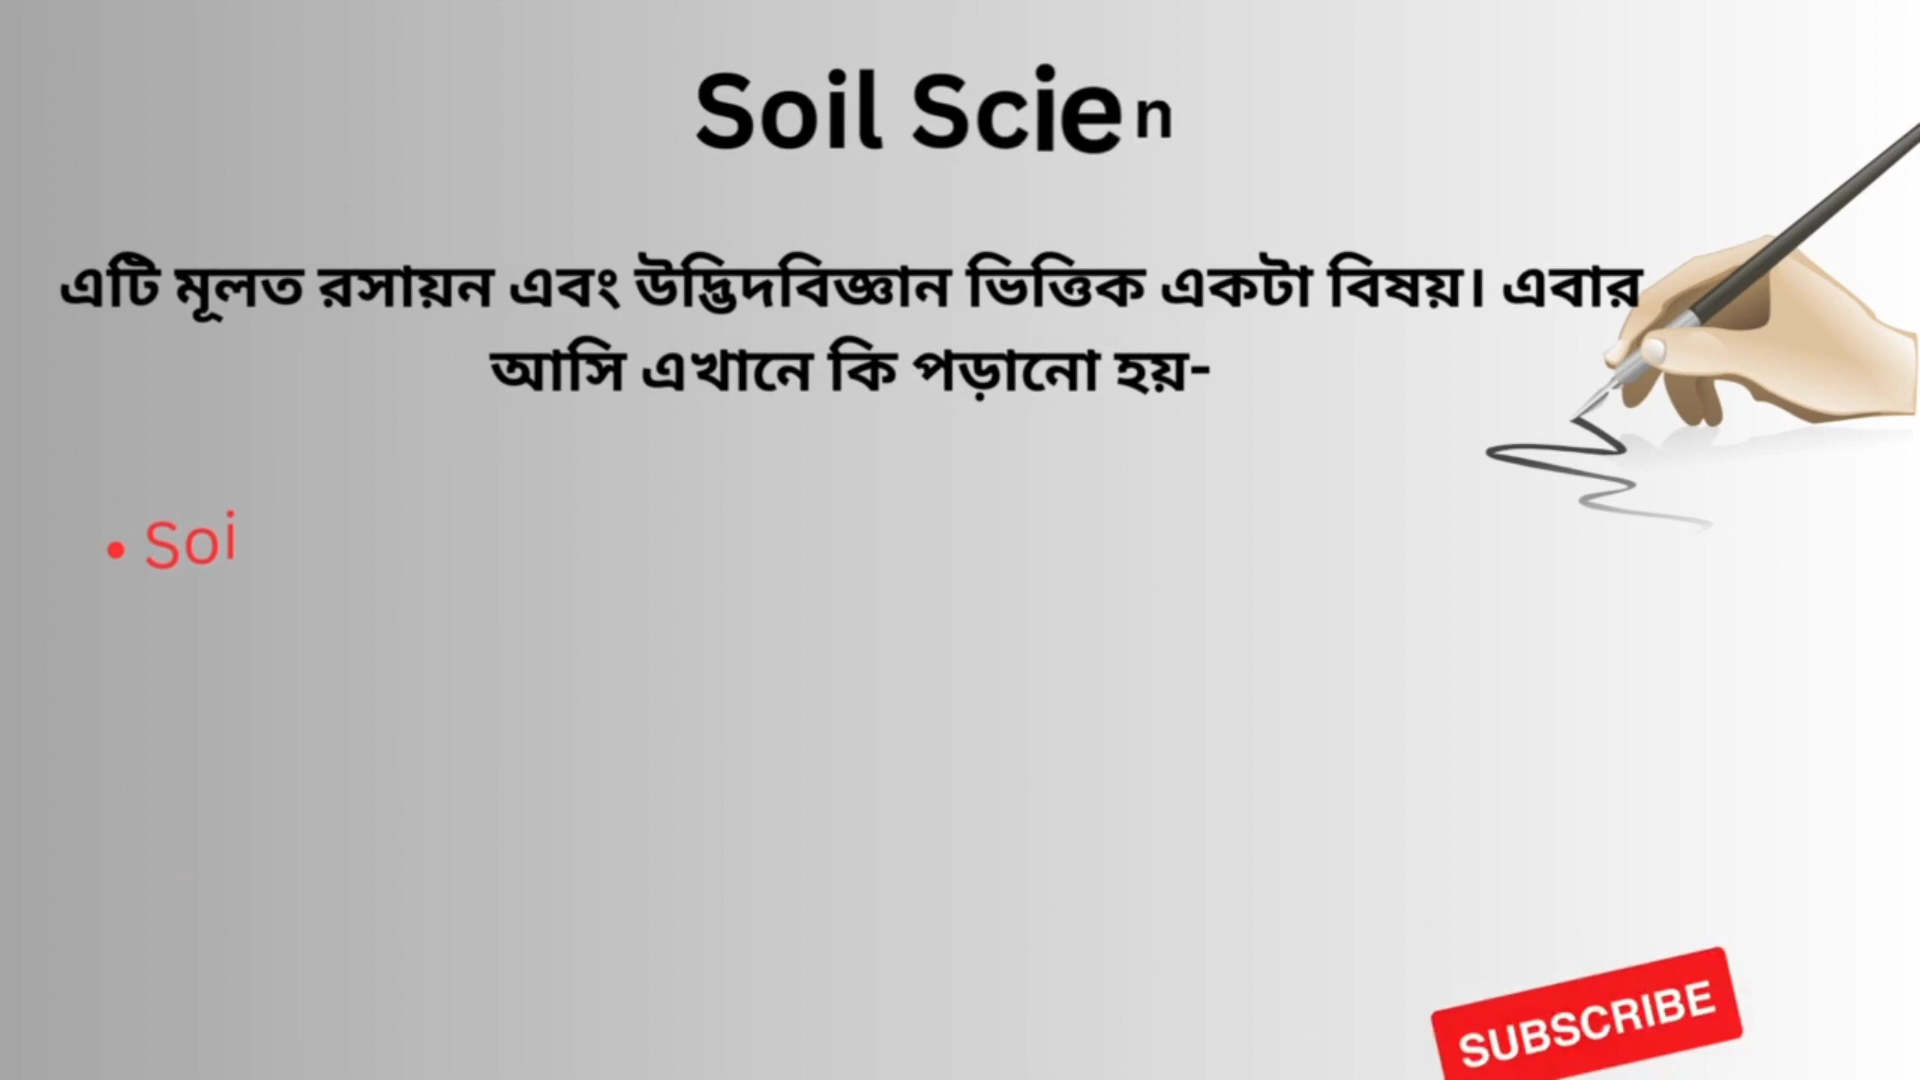 Soil Scien
এটি মূলত রসায়ন এবং উদ্ভিদবিজ্ঞান ভিত্তিক একটা বিষয়। এবার
আসি এখানে কি পড়ানো হয়-
• Soi
SUBSCRIBE